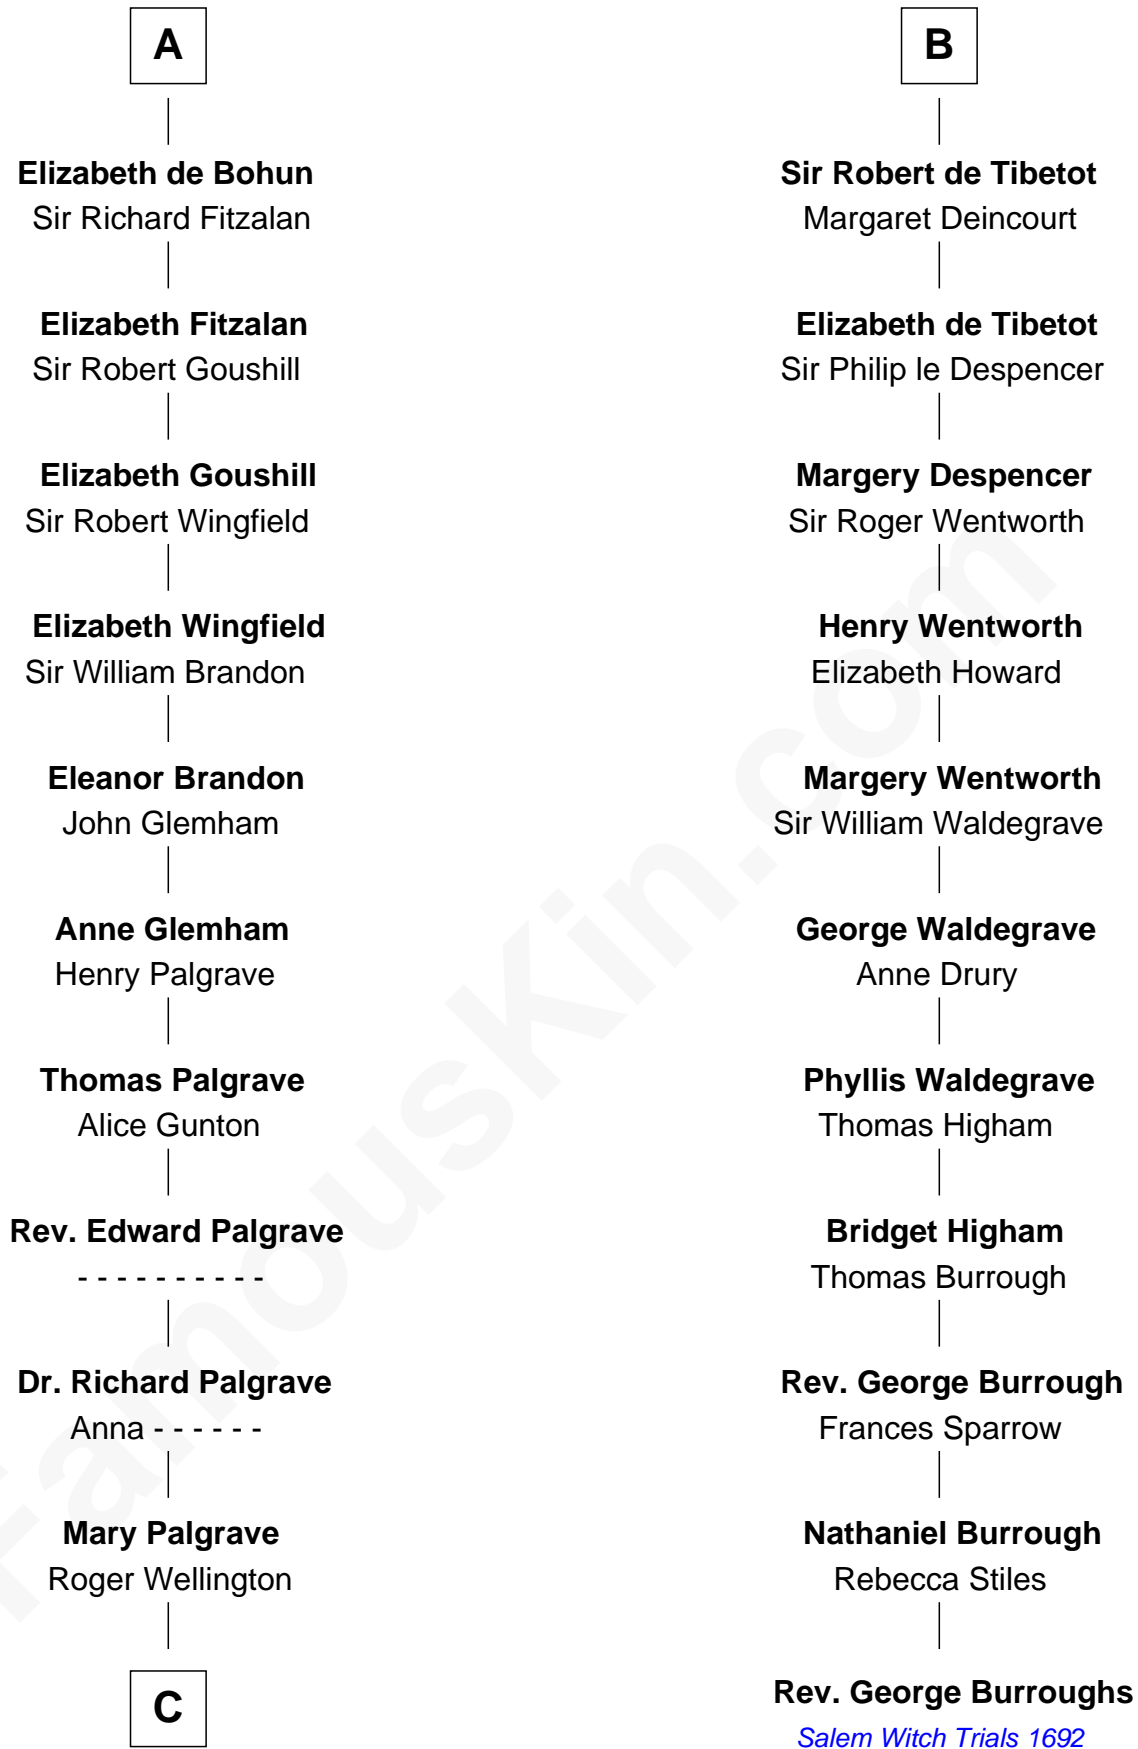 A
Elizabeth de Bohun
Sir Richard Fitzalan
Elizabeth Fitzalan
Sir Robert Goushill
Elizabeth Goushill
Sir Robert Wingfield
Elizabeth Wingfield
Sir William Brandon
Eleanor Brandon
John Glemham
Anne Glemham
Henry Palgrave
Thomas Palgrave
Alice Gunton
Rev. Edward Palgrave
- - - - - - - - - -
Dr. Richard Palgrave
Anna - - - - - -
Mary Palgrave
Roger Wellington
C
B
Sir Robert de Tibetot
Margaret Deincourt
Elizabeth de Tibetot
Sir Philip le Despencer
Margery Despencer
Sir Roger Wentworth
Henry Wentworth
Elizabeth Howard
Margery Wentworth
Sir William Waldegrave
George Waldegrave
Anne Drury
Phyllis Waldegrave
Thomas Higham
Bridget Higham
Thomas Burrough
Rev. George Burrough
Frances Sparrow
Nathaniel Burrough
Rebecca Stiles
Rev. George Burroughs
Salem Witch Trials 1692
FamousKin.com